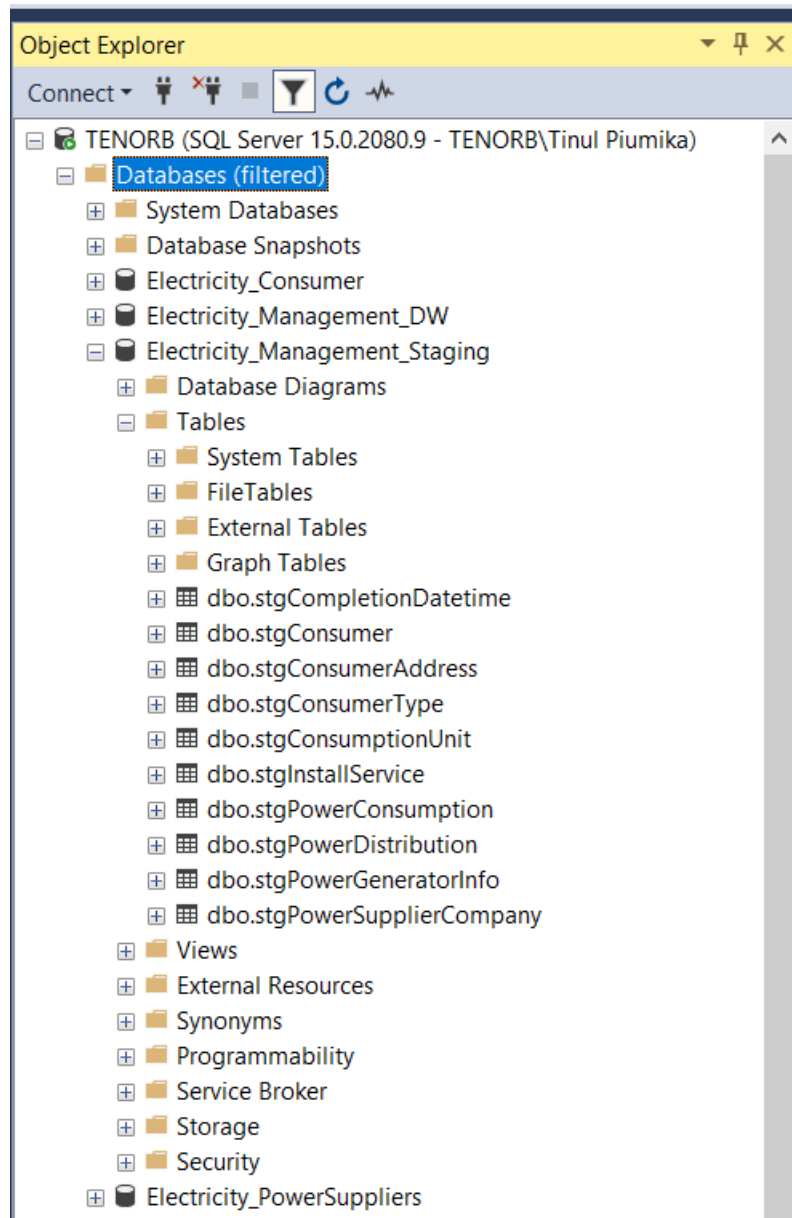 Object Explorer
Connect
TENORB (SQL Server 15.0.2080.9 - TENORB\Tinul Piumika)
Databases (filtered)
System Databases
Database Snapshots
Electricity_Consumer
Electricity_Management_DW
Electricity_Management_Staging
Database Diagrams
Tables
System Tables
FileTables
External Tables
Graph Tables
dbo.stgCompletionDatetime
dbo.stgConsumer
dbo.stgConsumerAddress
dbo.stgConsumerType
dbo.stgConsumptionUnit
dbo.stgInstallService
dbo.stgPowerConsumption
dbo.stgPowerDistribution
dbo.stgPowerGeneratorInfo
dbo.stgPowerSupplierCompany
Views
External Resources
Synonyms
Programmability
Service Broker
Storage
Security
Electricity_PowerSuppliers